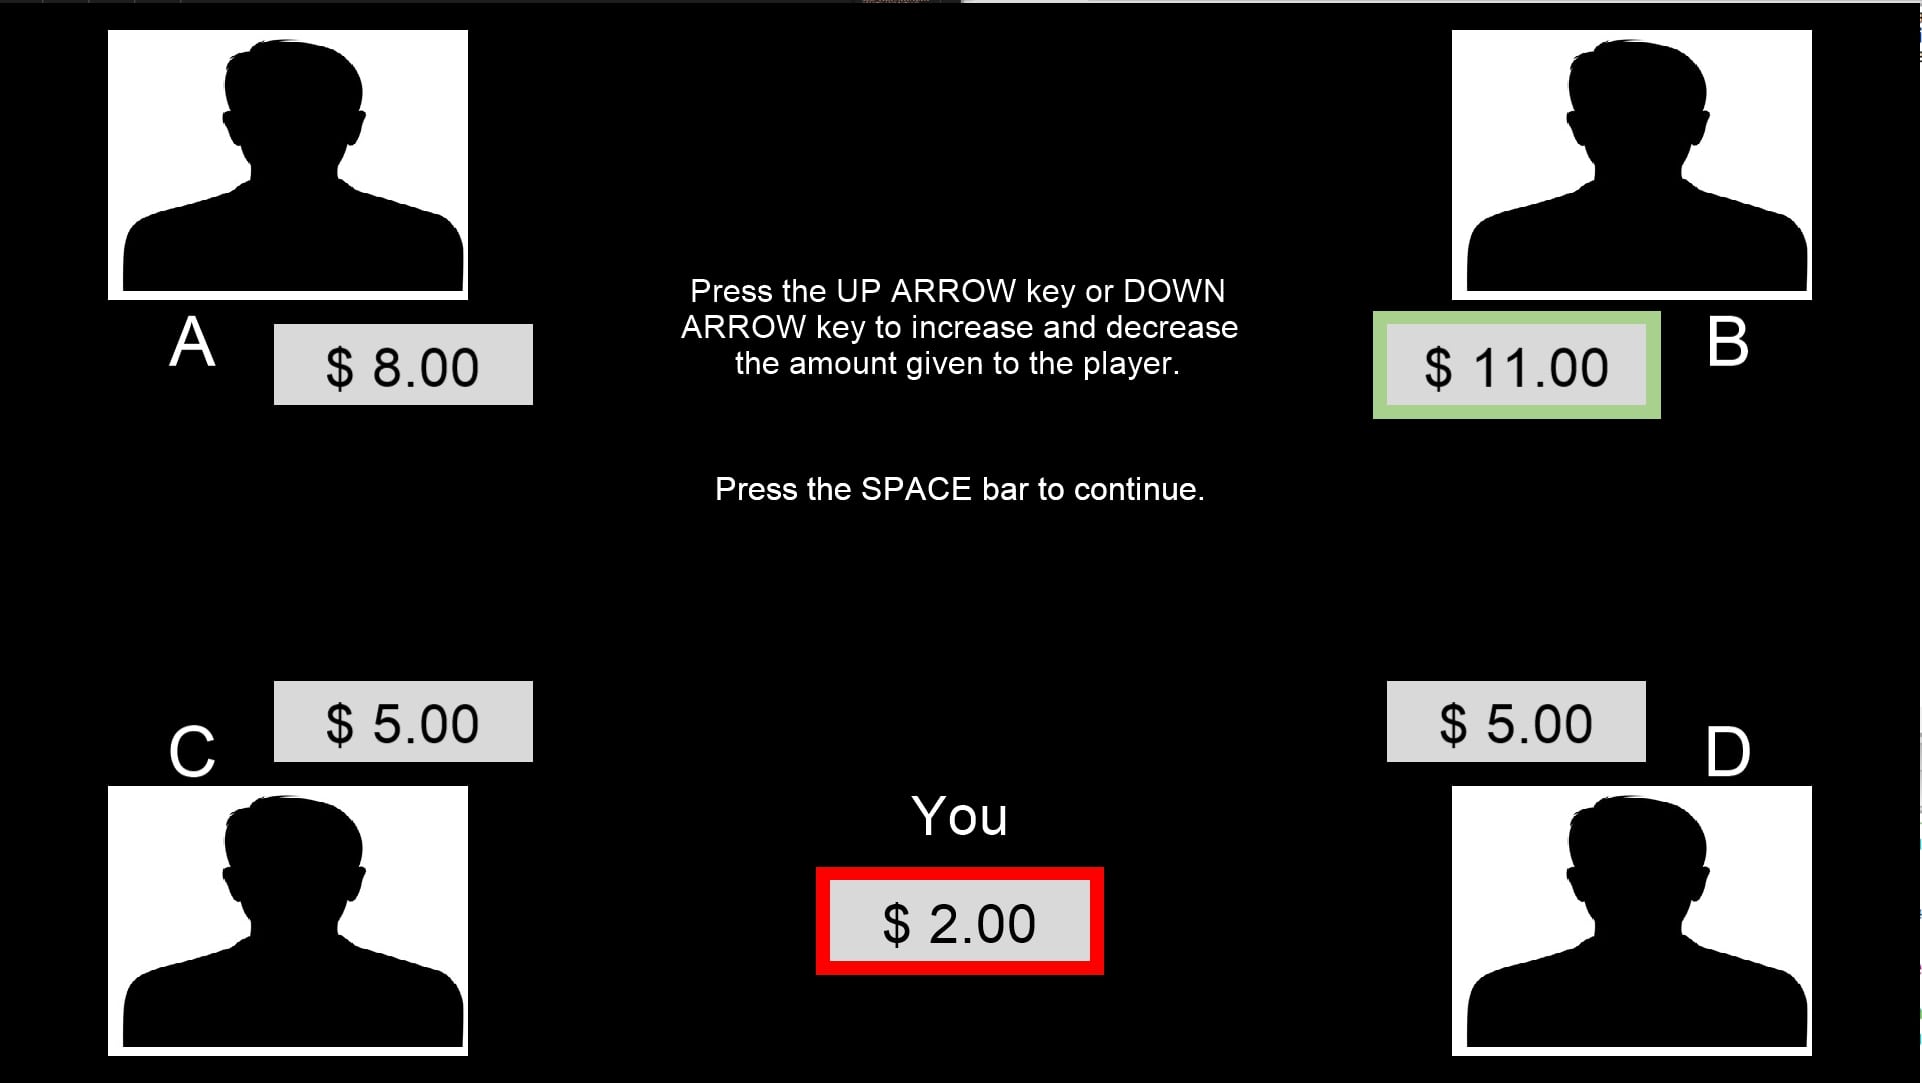 Press the UP ARROW key or DOWN
ARROW key to increase and decrease
the amount given to the player.
A
$ 8.00
$ 11.00
B
Press the SPACE bar to continue.
C
$ 5.00
$ 5.00
D
You
$ 2.00